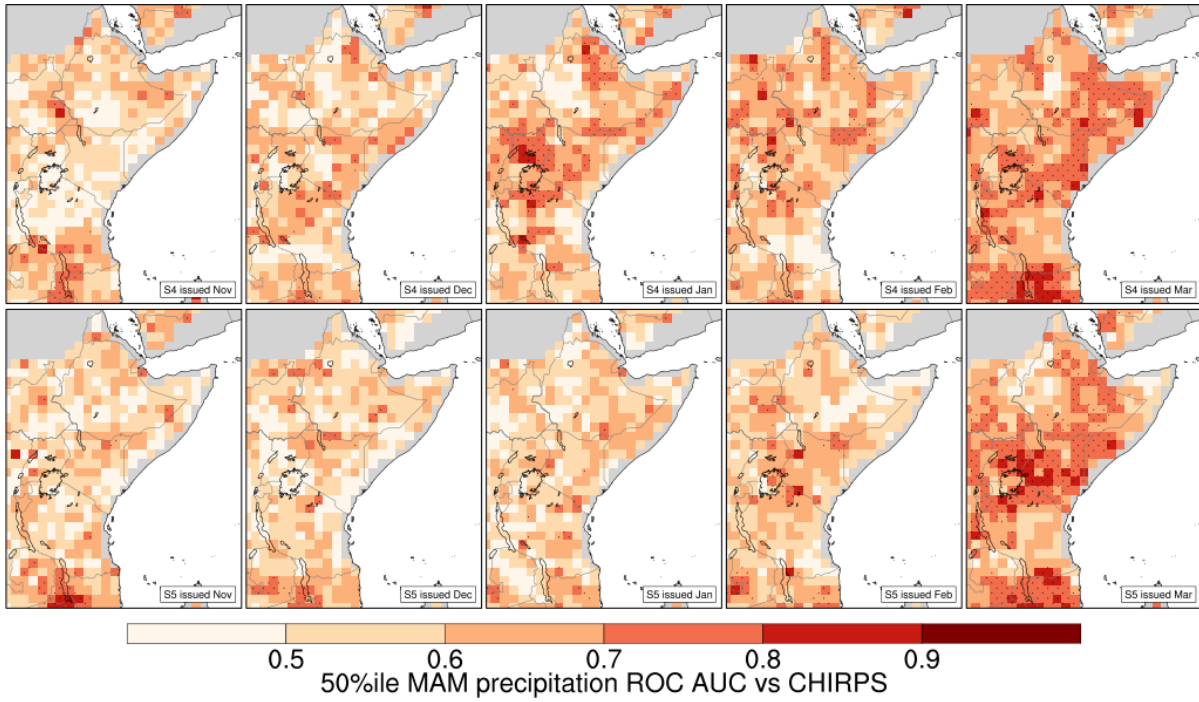 S4 issued Nov
S4 issued Dec
S4 issued Jan
S4 issued Feb
S4 issued Mar
S5 issued Nov
S5 issued Dec
S5 issued Jan
S5 issued Feb
S5 issued Mar
0.5 0.6 0.7 0.8 0.9
50%ile MAM precipitation ROC AUC vs CHIRPS